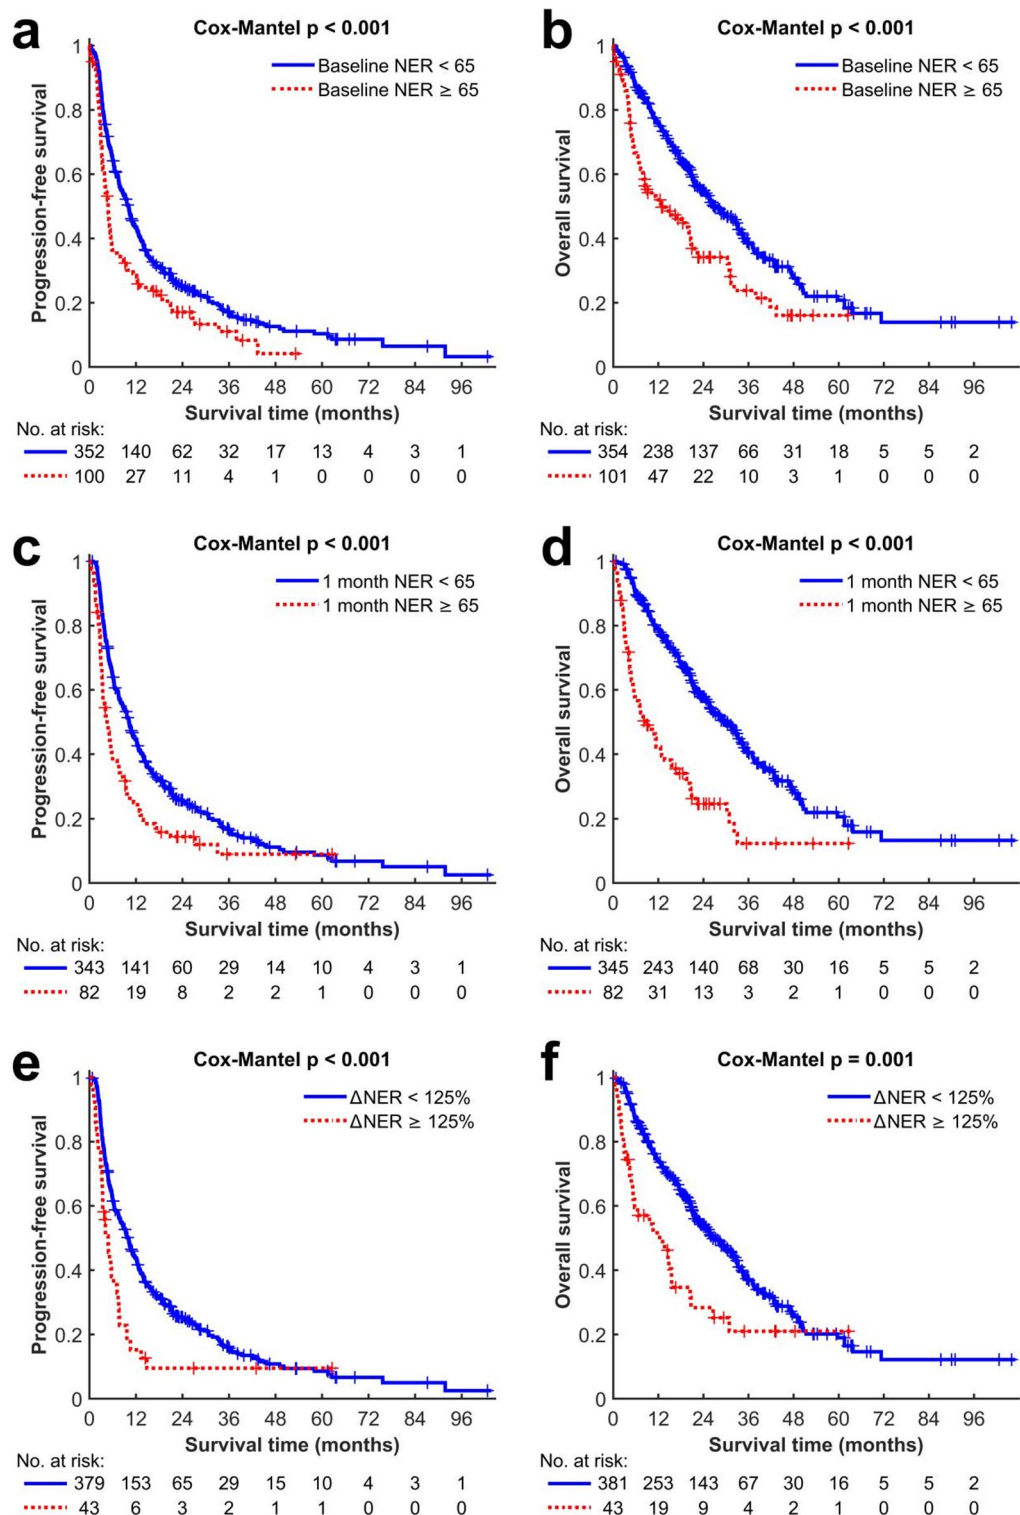 a
Cox-Mantel p < 0.001
Progression-free survival
1
0.8
0.6
0.4
0.2
0
Baseline NER < 65
Baseline NER ≥ 65
0 12 24 36 48 60 72 84 96
Survival time (months)
No. at risk:
352 140 62 32 17 13 4 3 1
100 27 11 4 1 0 0 0 0
b
Cox-Mantel p < 0.001
Overall survival
1
0.8
0.6
0.4
0.2
0
Baseline NER < 65
Baseline NER ≥ 65
0 12 24 36 48 60 72 84 96
Survival time (months)
No. at risk:
354 238 137 66 31 18 5 5 2
101 47 22 10 3 1 0 0 0
c
Cox-Mantel p < 0.001
Progression-free survival
1
0.8
0.6
0.4
0.2
0
1 month NER < 65
1 month NER ≥ 65
0 12 24 36 48 60 72 84 96
Survival time (months)
No. at risk:
343 141 60 29 14 10 4 3 1
82 19 8 2 2 1 0 0 0
d
Cox-Mantel p < 0.001
Overall survival
1
0.8
0.6
0.4
0.2
0
1 month NER < 65
1 month NER ≥ 65
0 12 24 36 48 60 72 84 96
Survival time (months)
No. at risk:
345 243 140 68 30 16 5 5 2
82 31 13 3 2 1 0 0 0
e
Cox-Mantel p < 0.001
Progression-free survival
1
0.8
0.6
0.4
0.2
0
ΔNER < 125%
ΔNER ≥ 125%
0 12 24 36 48 60 72 84 96
Survival time (months)
No. at risk:
379 153 65 29 15 10 4 3 1
43 6 3 2 1 1 0 0 0
f
Cox-Mantel p = 0.001
Overall survival
1
0.8
0.6
0.4
0.2
0
ΔNER < 125%
ΔNER ≥ 125%
0 12 24 36 48 60 72 84 96
Survival time (months)
No. at risk:
381 253 143 67 30 16 5 5 2
43 19 9 4 2 1 0 0 0